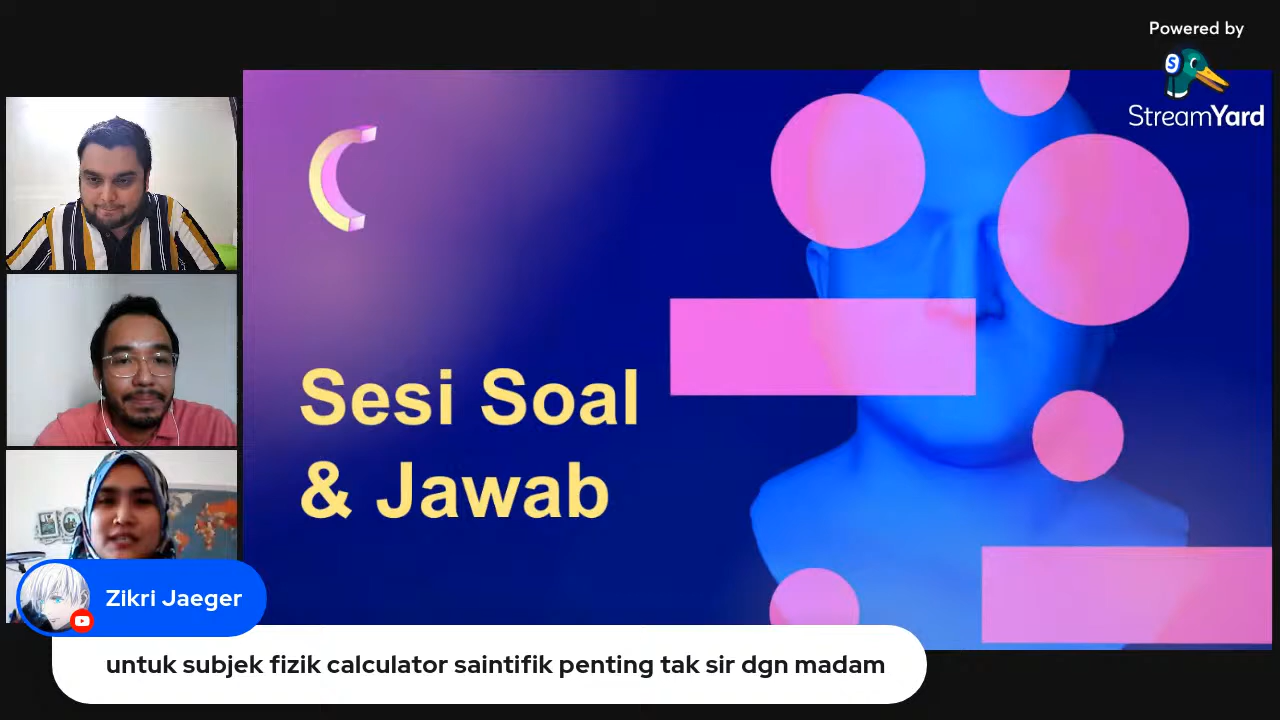 Powered by
StreamYard
Sesi Soal
& Jawab
Zikri Jaeger
untuk subjek fizik calculator saintifik penting tak sir dgn madam